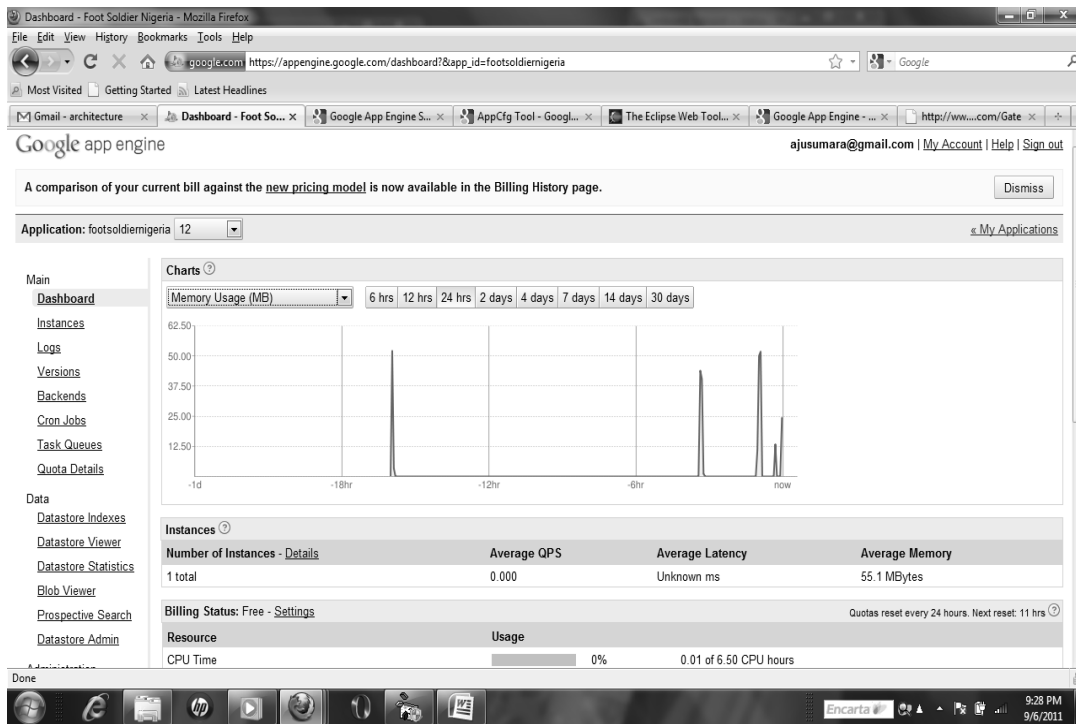 Dashboard - Foot Soldier Nigeria - Mozilla Firefox
File Edit View History Bookmarks Tools Help
google.com https://appengine.google.com/dashboard?&app_id=footsoldiernigeria
Google
Most Visited Getting Started Latest Headlines
Gmail - architecture Dashboard - Foot So... Google App Engine S... AppCfg Tool - Googl... The Eclipse Web Tool... Google App Engine - ... http://ww....com/Gate
Google app engine
ajusumara@gmail.com | My Account | Help | Sign out
A comparison of your current bill against the new pricing model is now available in the Billing History page. Dismiss
Application: footsoldiernigeria 12 « My Applications
Main
Dashboard
Instances
Logs
Versions
Backends
Cron Jobs
Task Queues
Quota Details
Data
Datastore Indexes
Datastore Viewer
Datastore Statistics
Blob Viewer
Prospective Search
Datastore Admin
Administration
Charts ?
Memory Usage (MB) 6 hrs 12 hrs 24 hrs 2 days 4 days 7 days 14 days 30 days
62.50
50.00
37.50
25.00
12.50
-1d -18hr -12hr -6hr now
Instances ?
Number of Instances - Details Average QPS Average Latency Average Memory
1 total 0.000 Unknown ms 55.1 MBytes
Billing Status: Free - Settings Quotas reset every 24 hours. Next reset: 11 hrs ?
Resource Usage
CPU Time 0% 0.01 of 6.50 CPU hours
Done
hp Encarta 9:28 PM
9/6/2011